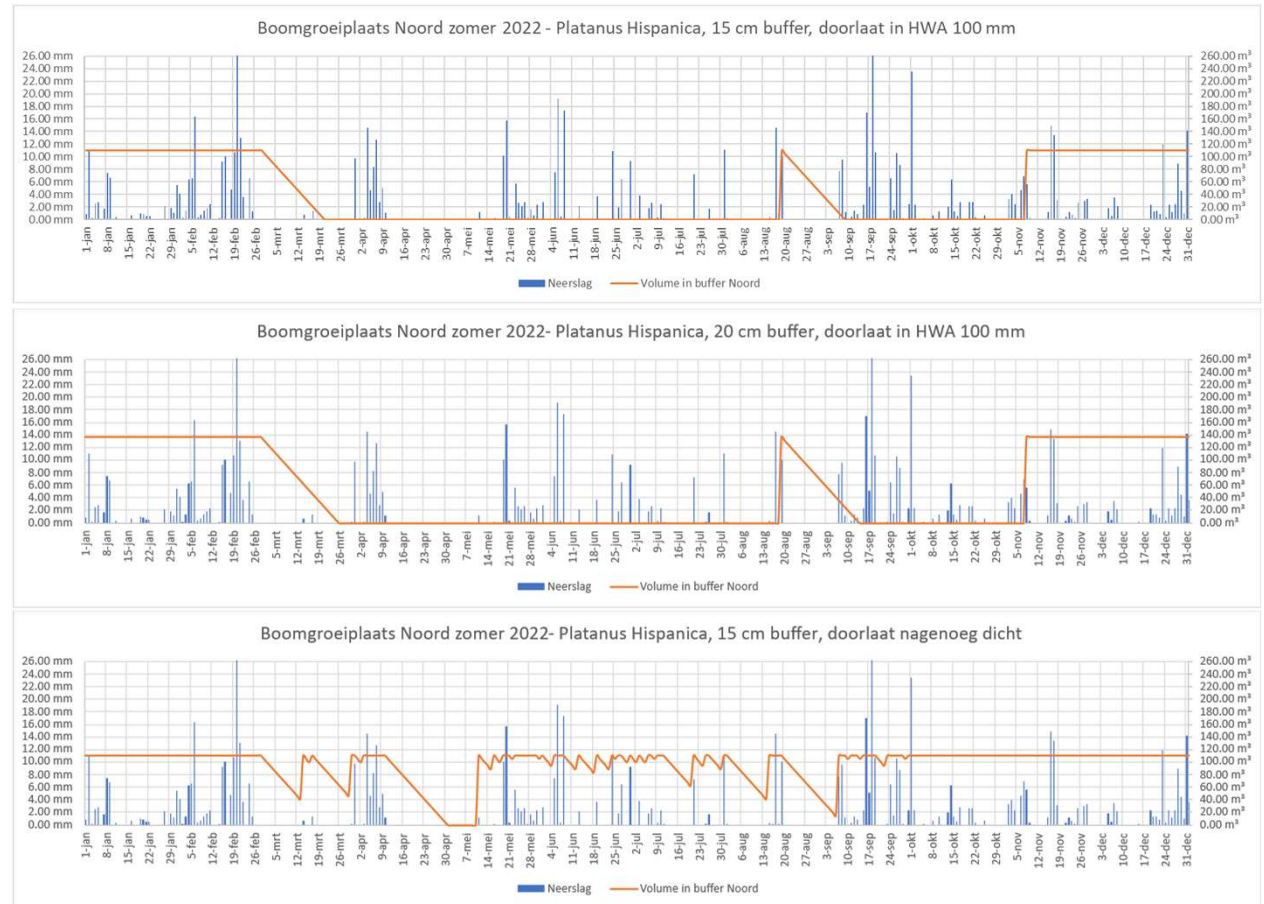 Boomgroeiplaats Noord zomer 2022 - Platanus Hispanica, 15 cm buffer, doorlaat in HWA 100 mm
26.00 mm 260.00 m³
24.00 mm 240.00 m³
22.00 mm 220.00 m³
20.00 mm 200.00 m³
18.00 mm 180.00 m³
16.00 mm 160.00 m³
14.00 mm 140.00 m³
12.00 mm 120.00 m³
10.00 mm 100.00 m³
8.00 mm 80.00 m³
6.00 mm 60.00 m³
4.00 mm 40.00 m³
2.00 mm 20.00 m³
0.00 mm 0.00 m³
1-jan 8-jan 15-jan 22-jan 29-jan 5-feb 12-feb 19-feb 26-feb 5-mrt 12-mrt 19-mrt 26-mrt 2-apr 9-apr 16-apr 23-apr 30-apr 7-mei 14-mei 21-mei 28-mei 4-jun 11-jun 18-jun 25-jun 2-jul 9-jul 16-jul 23-jul 30-jul 6-aug 13-aug 20-aug 27-aug 3-sep 10-sep 17-sep 24-sep 1-okt 8-okt 15-okt 22-okt 29-okt 5-nov 12-nov 19-nov 26-nov 3-dec 10-dec 17-dec 24-dec 31-dec
Neerslag Volume in buffer Noord
Boomgroeiplaats Noord zomer 2022- Platanus Hispanica, 20 cm buffer, doorlaat in HWA 100 mm
26.00 mm 260.00 m³
24.00 mm 240.00 m³
22.00 mm 220.00 m³
20.00 mm 200.00 m³
18.00 mm 180.00 m³
16.00 mm 160.00 m³
14.00 mm 140.00 m³
12.00 mm 120.00 m³
10.00 mm 100.00 m³
8.00 mm 80.00 m³
6.00 mm 60.00 m³
4.00 mm 40.00 m³
2.00 mm 20.00 m³
0.00 mm 0.00 m³
1-jan 8-jan 15-jan 22-jan 29-jan 5-feb 12-feb 19-feb 26-feb 5-mrt 12-mrt 19-mrt 26-mrt 2-apr 9-apr 16-apr 23-apr 30-apr 7-mei 14-mei 21-mei 28-mei 4-jun 11-jun 18-jun 25-jun 2-jul 9-jul 16-jul 23-jul 30-jul 6-aug 13-aug 20-aug 27-aug 3-sep 10-sep 17-sep 24-sep 1-okt 8-okt 15-okt 22-okt 29-okt 5-nov 12-nov 19-nov 26-nov 3-dec 10-dec 17-dec 24-dec 31-dec
Neerslag Volume in buffer Noord
Boomgroeiplaats Noord zomer 2022- Platanus Hispanica, 15 cm buffer, doorlaat nagenoeg dicht
26.00 mm 260.00 m³
24.00 mm 240.00 m³
22.00 mm 220.00 m³
20.00 mm 200.00 m³
18.00 mm 180.00 m³
16.00 mm 160.00 m³
14.00 mm 140.00 m³
12.00 mm 120.00 m³
10.00 mm 100.00 m³
8.00 mm 80.00 m³
6.00 mm 60.00 m³
4.00 mm 40.00 m³
2.00 mm 20.00 m³
0.00 mm 0.00 m³
1-jan 8-jan 15-jan 22-jan 29-jan 5-feb 12-feb 19-feb 26-feb 5-mrt 12-mrt 19-mrt 26-mrt 2-apr 9-apr 16-apr 23-apr 30-apr 7-mei 14-mei 21-mei 28-mei 4-jun 11-jun 18-jun 25-jun 2-jul 9-jul 16-jul 23-jul 30-jul 6-aug 13-aug 20-aug 27-aug 3-sep 10-sep 17-sep 24-sep 1-okt 8-okt 15-okt 22-okt 29-okt 5-nov 12-nov 19-nov 26-nov 3-dec 10-dec 17-dec 24-dec 31-dec
Neerslag Volume in buffer Noord